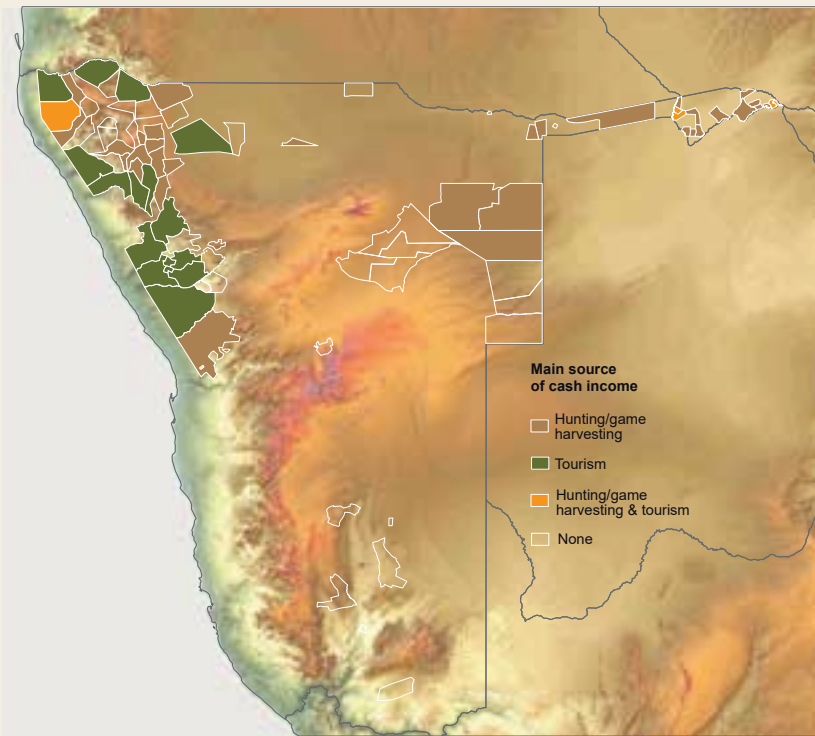 Main source
of cash income
Hunting/game
harvesting
Tourism
Hunting/game
harvesting & tourism
None